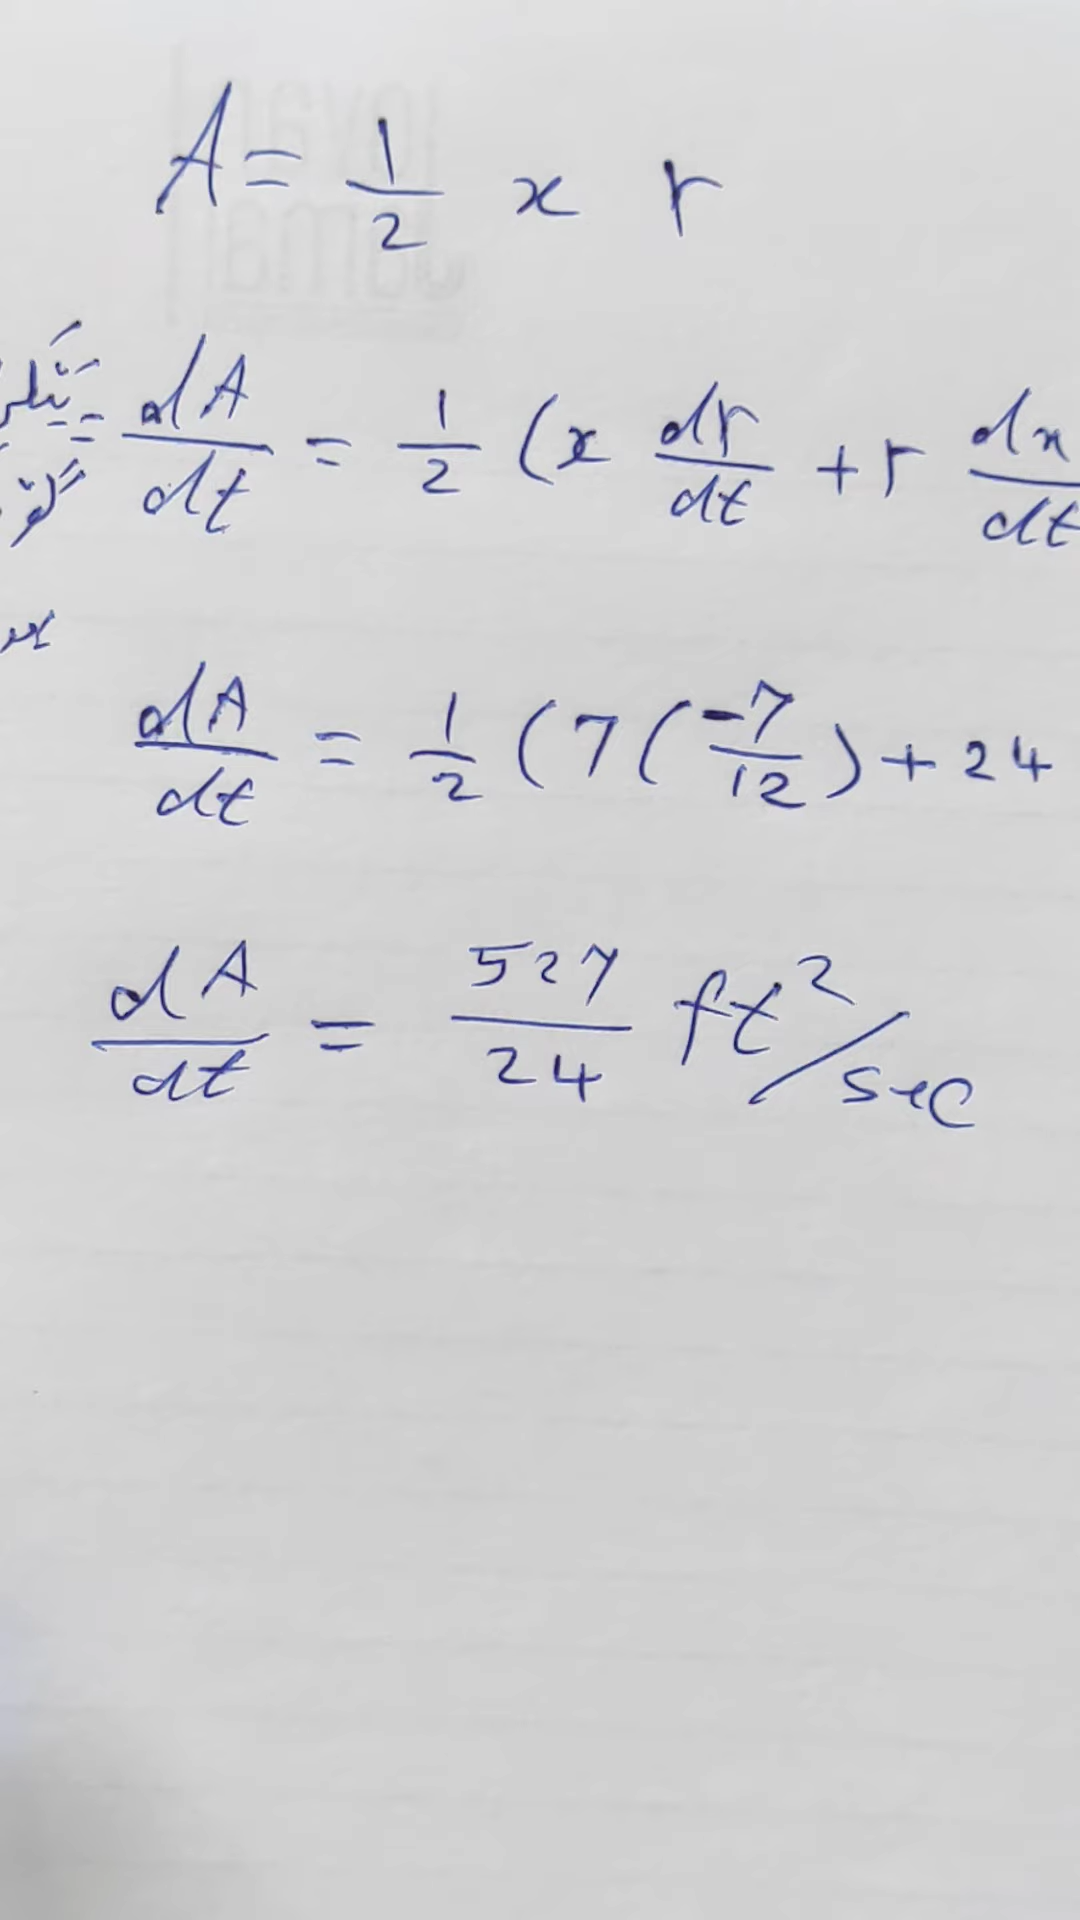 A = 1/2 x r
dA/dt = 1/2 (x dr/dt + r dx/dt
dA/dt = 1/2 (7(-7/12) + 24
dA/dt = 527/24 ft²/sec